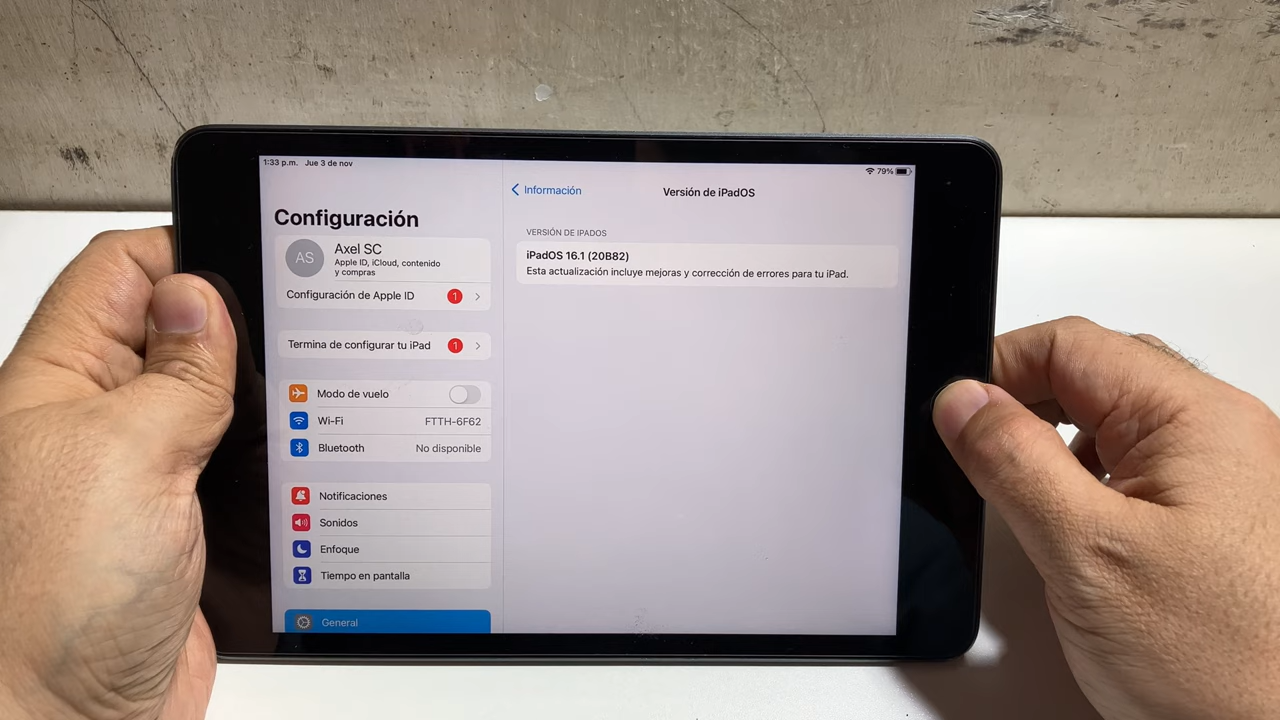 1:33 p.m. Jue 3 de nov
79%
Configuración
AS
Axel SC
Apple ID, iCloud, contenido
y compras
Configuración de Apple ID 1
Termina de configurar tu iPad 1
Modo de vuelo
Wi-Fi FTTH-6F62
Bluetooth No disponible
Notificaciones
Sonidos
Enfoque
Tiempo en pantalla
General
Información
Versión de iPadOS
VERSIÓN DE IPADOS
iPadOS 16.1 (20B82)
Esta actualización incluye mejoras y corrección de errores para tu iPad.